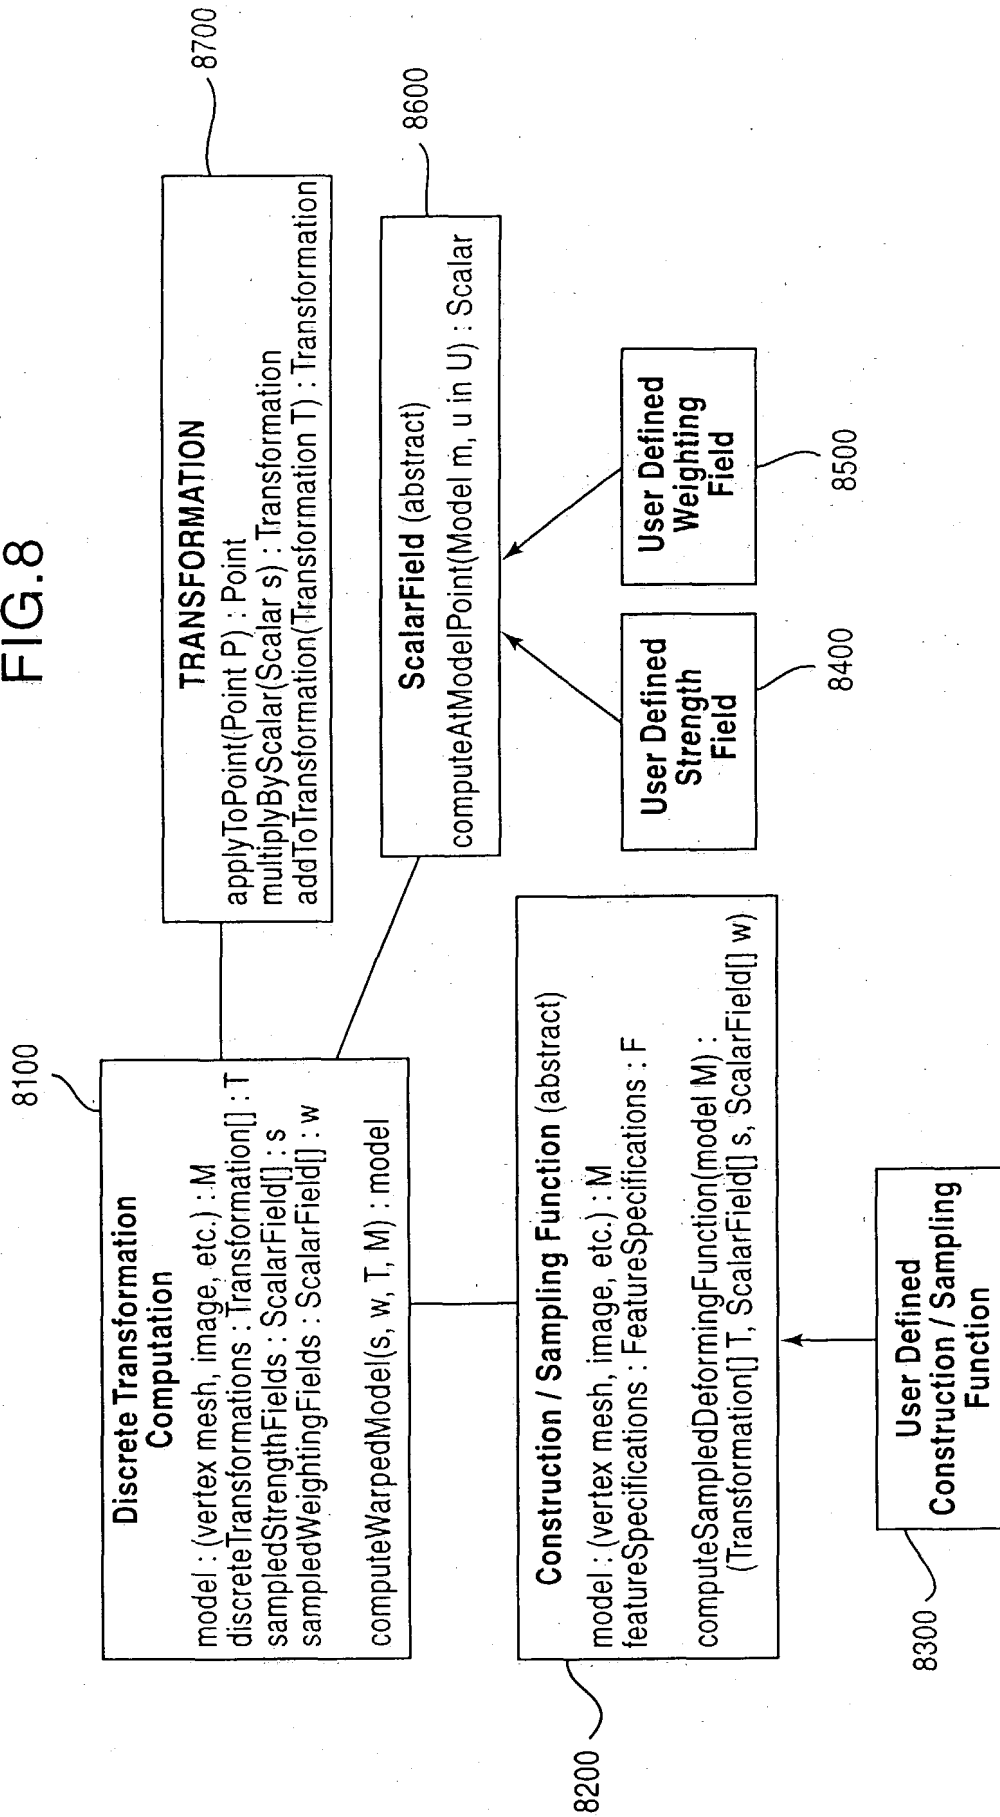 FIG.8
8100
Discrete Transformation
Computation
model : (vertex mesh, image, etc.) : M
discreteTransformations : Transformation[] : T
sampledStrengthFields : ScalarField[] : s
sampledWeightingFields : ScalarField[] : w
computeWarpedModel(s, w, T, M) : model
8700
TRANSFORMATION
applyToPoint(Point P) : Point
multiplyByScalar(Scalar s) : Transformation
addToTransformation(Transformation T) : Transformation
8600
ScalarField (abstract)
computeAtModelPoint(Model m, u in U) : Scalar
8200
Construction / Sampling Function (abstract)
model : (vertex mesh, image, etc.) : M
featureSpecifications : FeatureSpecifications : F
computeSampledDeformingFunction(model M) :
(Transformation[] T, ScalarField[] s, ScalarField[] w)
User Defined
Strength
Field
8400
User Defined
Weighting
Field
8500
8300
User Defined
Construction / Sampling
Function